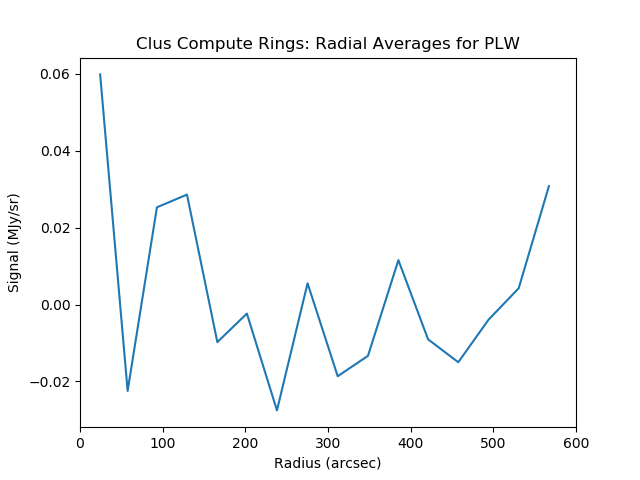 Clus Compute Rings: Radial Averages for PLW
0.06
0.04
0.02
0.00
−0.02
Signal (MJy/sr)
0 100 200 300 400 500 600
Radius (arcsec)